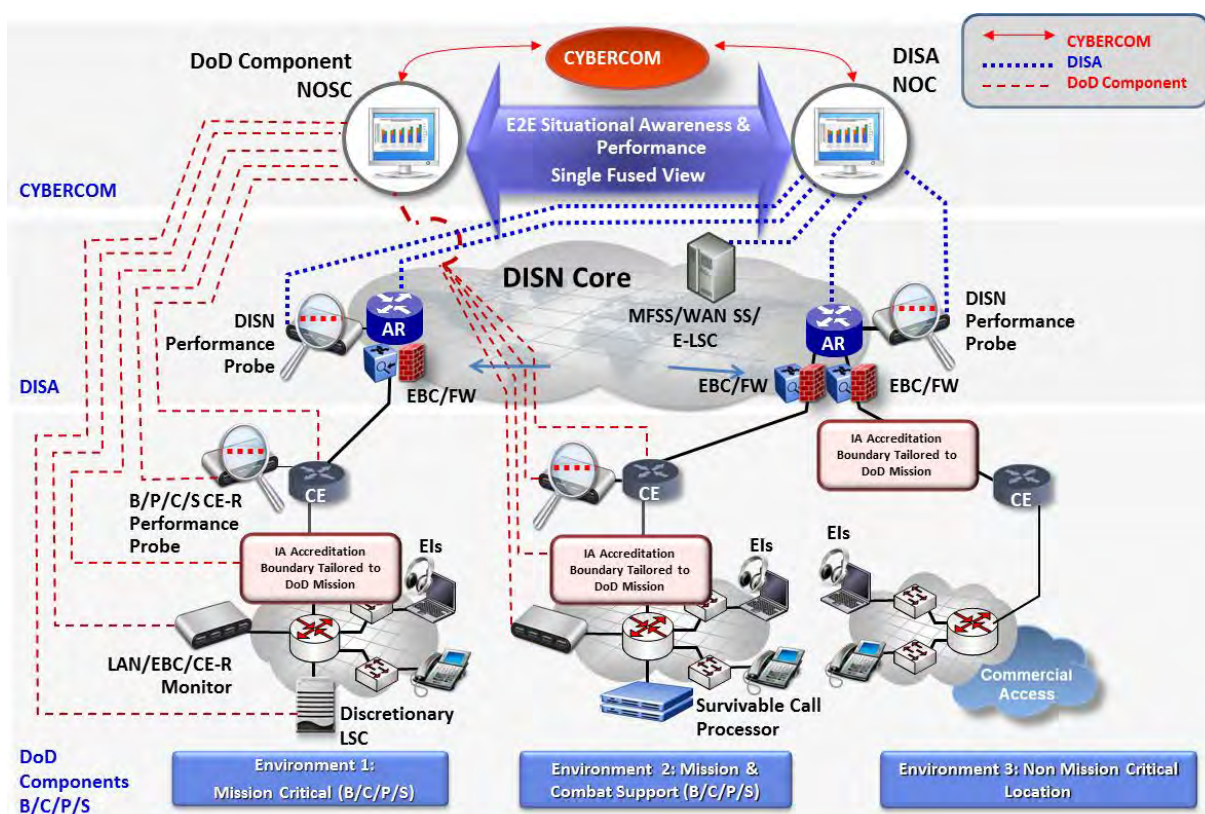 CYBERCOM
DoD Component
NOSC
DISA
NOC
CYBERCOM
DISA
DoD Component
E2E Situational Awareness &
Performance
Single Fused View
CYBERCOM
DISN Core
MFSS/WAN SS/
E-LSC
DISN
Performance
Probe
AR
EBC/FW
AR
DISN
Performance
Probe
EBC/FW
EBC/FW
DISA
B/P/C/S CE-R
Performance
Probe
CE
CE
IA Accreditation
Boundary Tailored to
DoD Mission
CE
IA Accreditation
Boundary Tailored to
DoD Mission
EIs
IA Accreditation
Boundary Tailored to
DoD Mission
EIs
EIs
LAN/EBC/CE-R
Monitor
Discretionary
LSC
Survivable Call
Processor
Commercial
Access
DoD
Components
B/C/P/S
Environment 1:
Mission Critical (B/C/P/S)
Environment 2: Mission &
Combat Support (B/C/P/S)
Environment 3: Non Mission Critical
Location